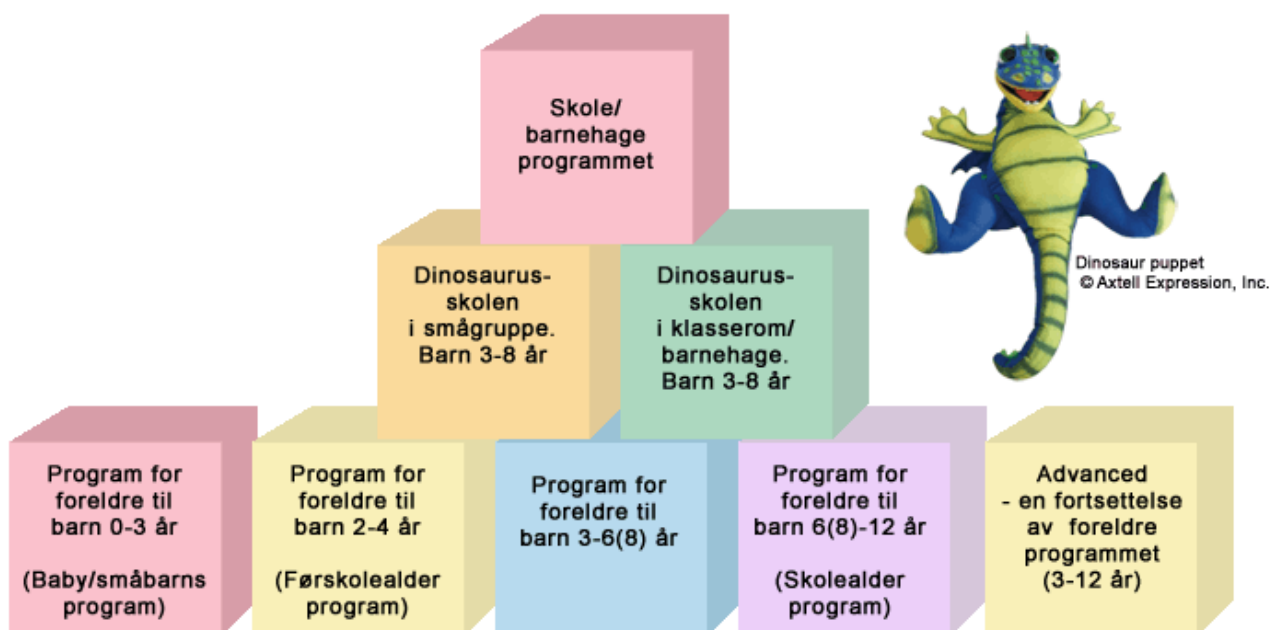 Skole/
barnehage
programmet
Dinosaur puppet
© Axtell Expression, Inc.
Dinosaurus-
skolen
i smågruppe.
Barn 3-8 år
Dinosaurus-
skolen
i klasserom/
barnehage.
Barn 3-8 år
Program for
foreldre til
barn 0-3 år
(Baby/småbarns
program)
Program for
foreldre til
barn 2-4 år
(Førskolealder
program)
Program for
foreldre til
barn 3-6(8) år
Program for
foreldre til
barn 6(8)-12 år
(Skolealder
program)
Advanced
- en fortsettelse
av foreldre
programmet
(3-12 år)